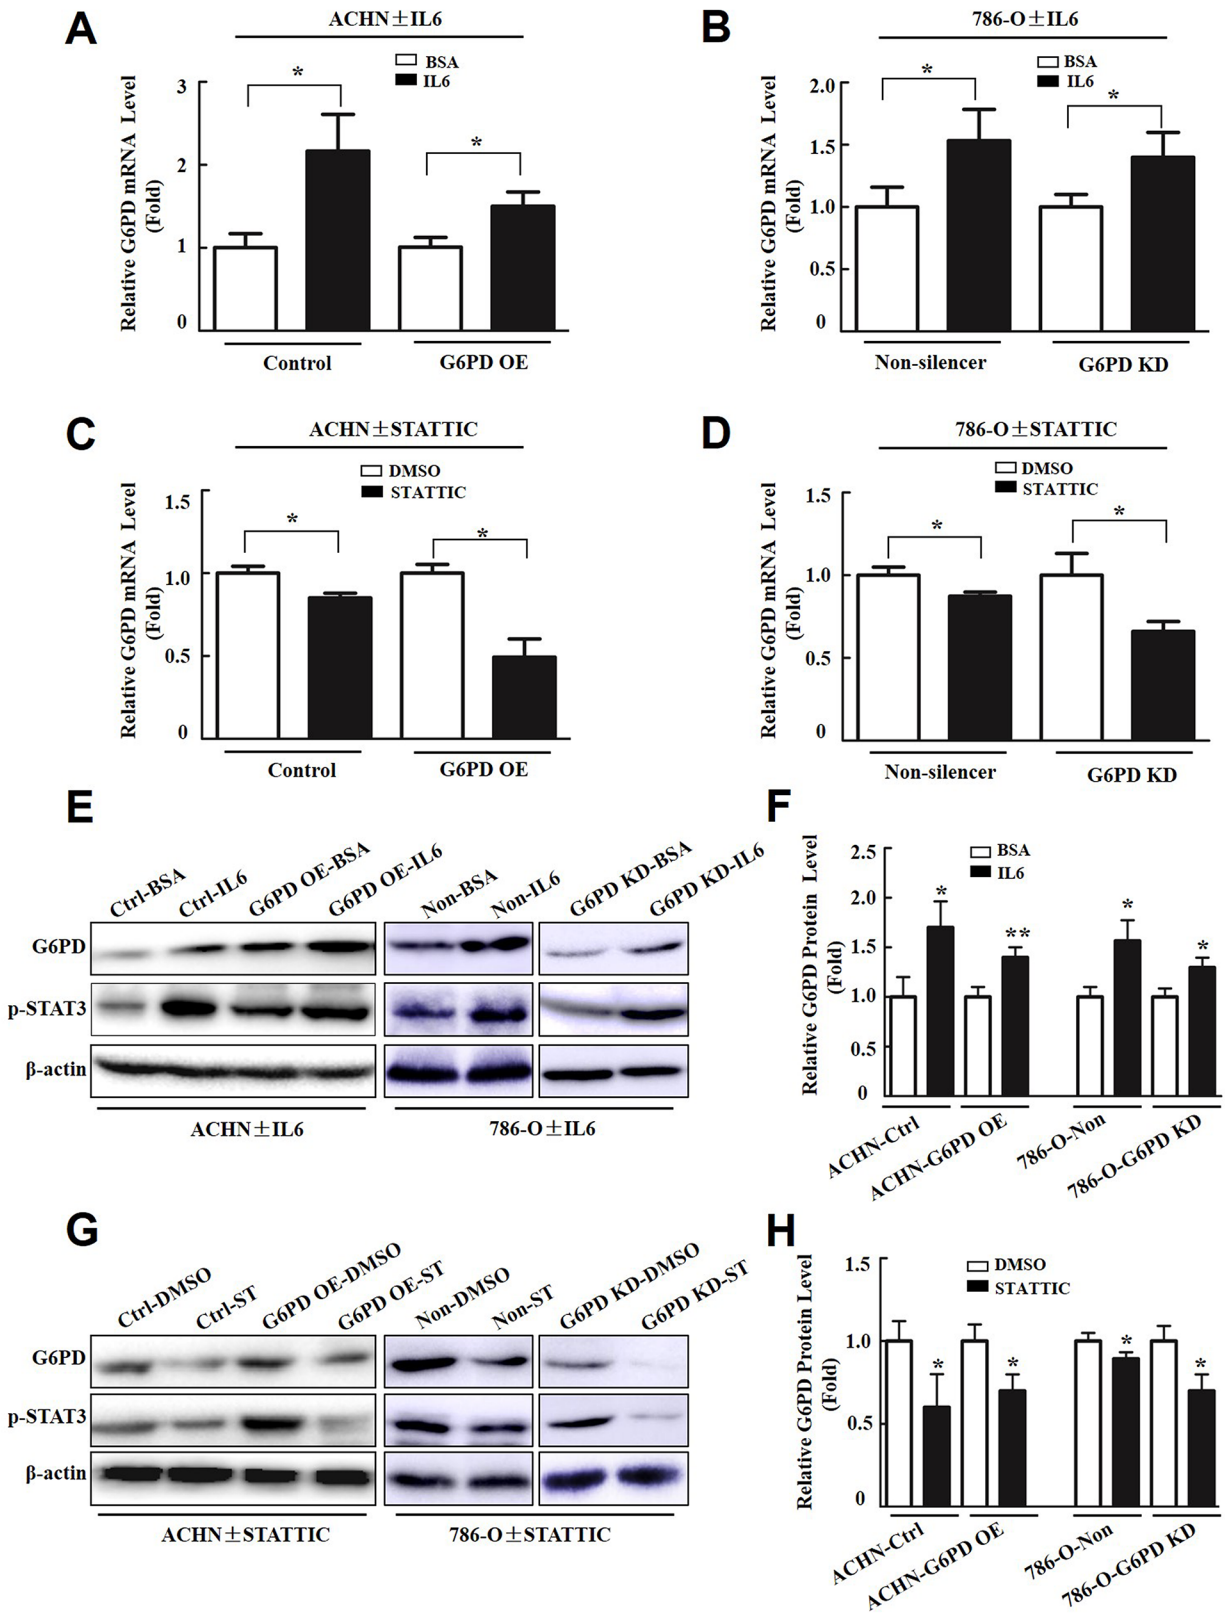 A
ACHN±IL6
BSA
IL6
Relative G6PD mRNA Level
(Fold)
3
2
1
0
*
*
Control
G6PD OE
B
786-O±IL6
BSA
IL6
Relative G6PD mRNA Level
(Fold)
2.0
1.5
1.0
0.5
0
*
*
Non-silencer
G6PD KD
C
ACHN±STATTIC
DMSO
STATTIC
Relative G6PD mRNA Level
(Fold)
1.5
1.0
0.5
0
*
*
Control
G6PD OE
D
786-O±STATTIC
DMSO
STATTIC
Relative G6PD mRNA Level
(Fold)
1.5
1.0
0.5
0
*
*
Non-silencer
G6PD KD
E
Ctrl-BSA
Ctrl-IL6
G6PD OE-BSA
G6PD OE-IL6
Non-BSA
Non-IL6
G6PD KD-BSA
G6PD KD-IL6
G6PD
p-STAT3
β-actin
ACHN±IL6
786-O±IL6
F
BSA
IL6
Relative G6PD Protein Level
(Fold)
2.5
2.0
1.5
1.0
0.5
0
*
**
*
*
ACHN-Ctrl
ACHN-G6PD OE
786-O-Non
786-O-G6PD KD
G
Ctrl-DMSO
Ctrl-ST
G6PD OE-DMSO
G6PD OE-ST
Non-DMSO
Non-ST
G6PD KD-DMSO
G6PD KD-ST
G6PD
p-STAT3
β-actin
ACHN±STATTIC
786-O±STATTIC
H
DMSO
STATTIC
Relative G6PD Protein Level
(Fold)
1.5
1.0
0.5
0
*
*
*
*
ACHN-Ctrl
ACHN-G6PD OE
786-O-Non
786-O-G6PD KD